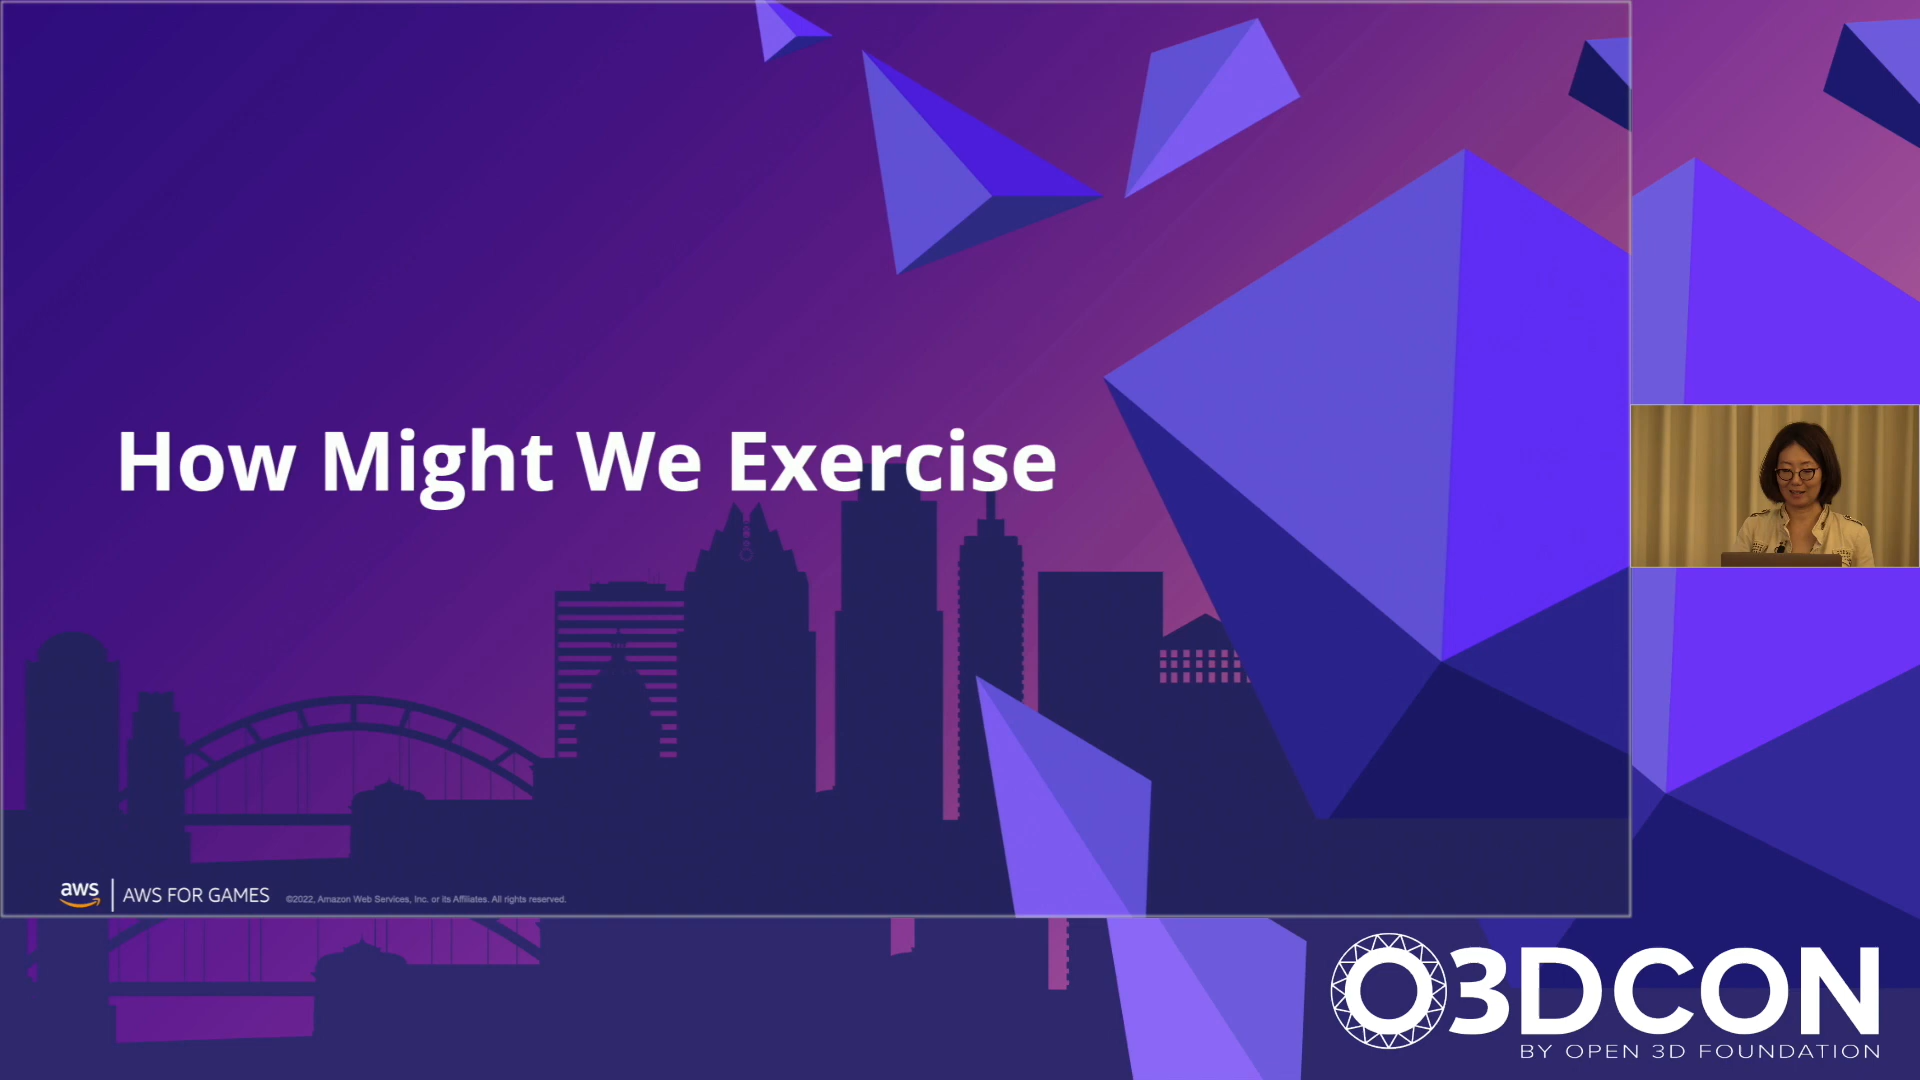 How Might We Exercise
aws
AWS FOR GAMES
©2022, Amazon Web Services, Inc. or its Affiliates. All rights reserved.
O3DCON
BY OPEN 3D FOUNDATION